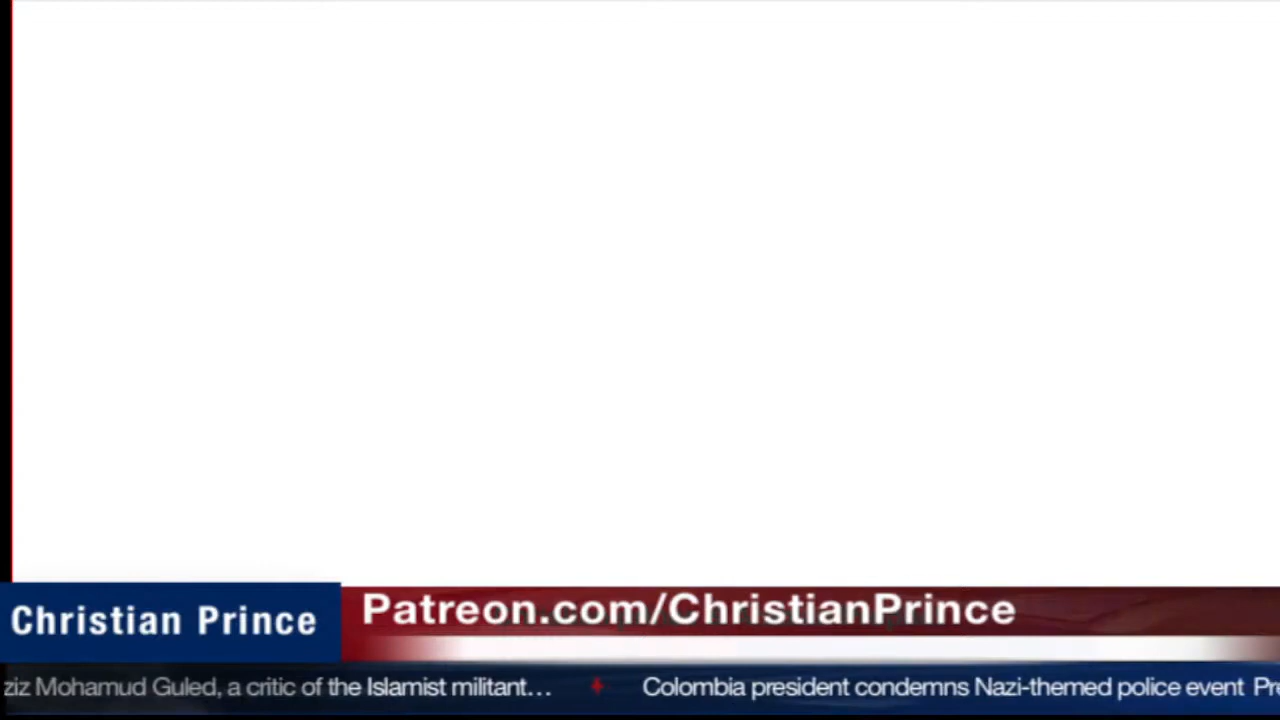 Christian Prince
Patreon.com/ChristianPrince
ziz Mohamud Guled, a critic of the Islamist militant... Colombia president condemns Nazi-themed police event Pre